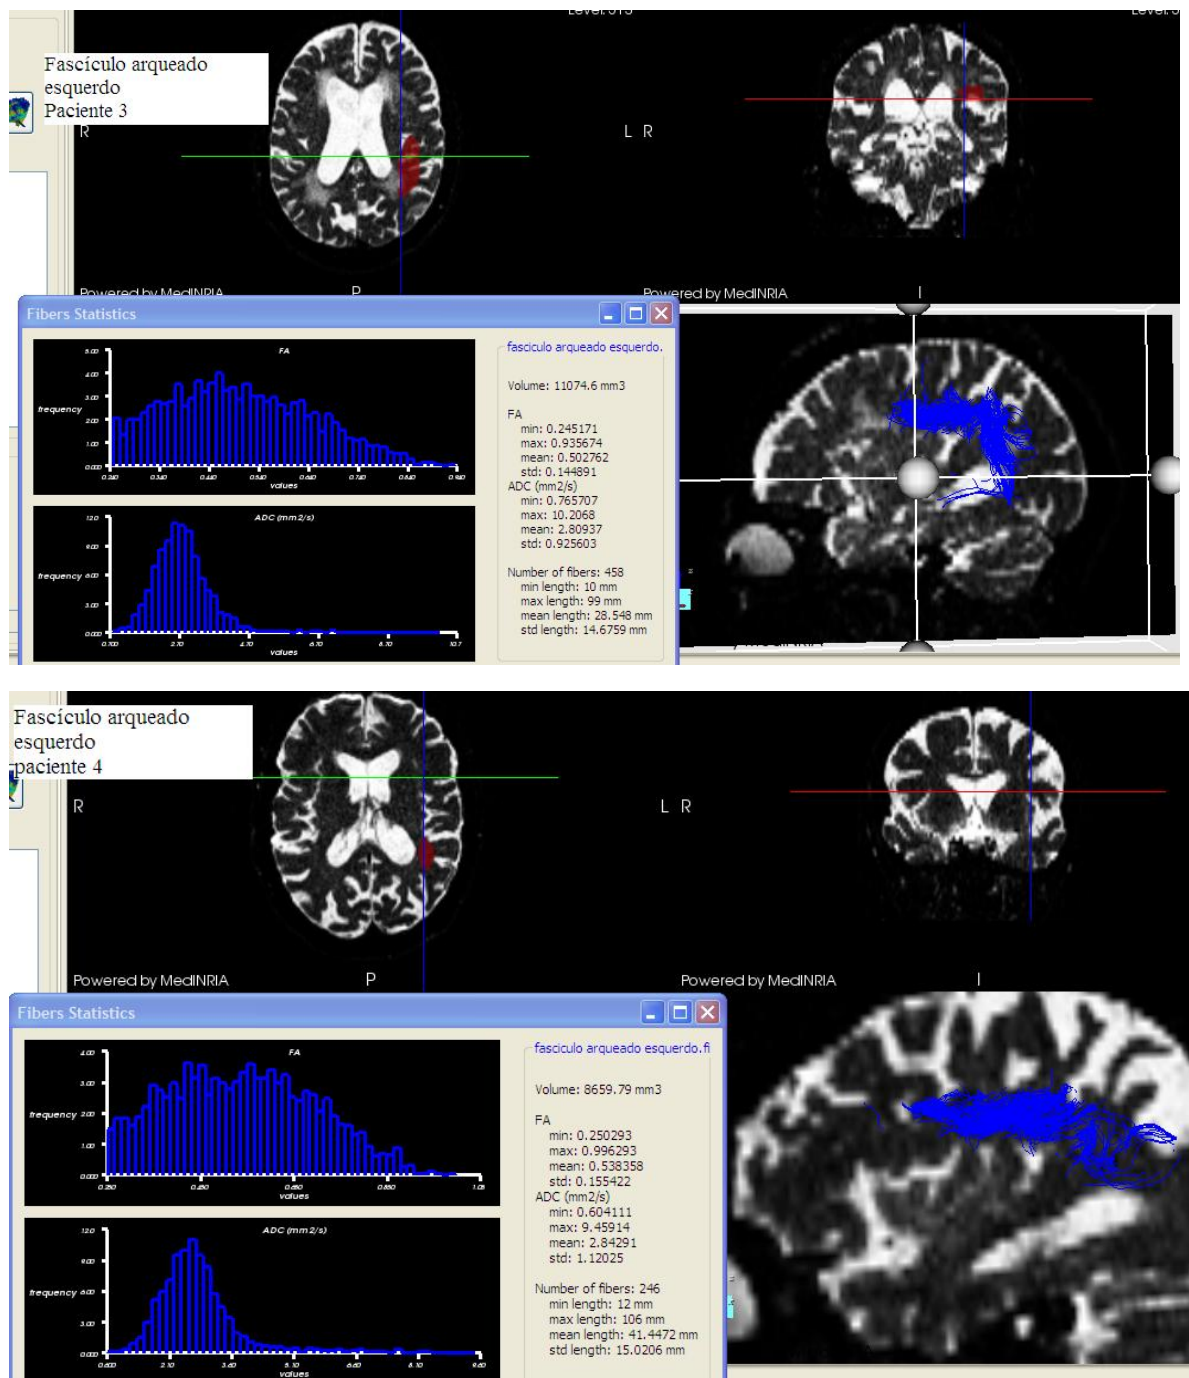 Fascículo arqueado
esquerdo
Paciente 3
R
L R
Powered by MedINRIA
P
Powered by MedINRIA
I
Fibers Statistics
FA
frequency
values
ADC (mm2/s)
frequency
values
fasciculo arqueado esquerdo.
Volume: 11074.6 mm3
FA
min: 0.245171
max: 0.935674
mean: 0.502762
std: 0.144891
ADC (mm2/s)
min: 0.765707
max: 10.2068
mean: 2.80937
std: 0.925603
Number of fibers: 458
min length: 10 mm
max length: 99 mm
mean length: 28.548 mm
std length: 14.6759 mm
Fascículo arqueado
esquerdo
paciente 4
R
L R
Powered by MedINRIA
P
Powered by MedINRIA
I
Fibers Statistics
FA
frequency
values
ADC (mm2/s)
frequency
values
fasciculo arqueado esquerdo.fi
Volume: 8659.79 mm3
FA
min: 0.250293
max: 0.996293
mean: 0.538358
std: 0.155422
ADC (mm2/s)
min: 0.604111
max: 9.45914
mean: 2.84291
std: 1.12025
Number of fibers: 246
min length: 12 mm
max length: 106 mm
mean length: 41.4472 mm
std length: 15.0206 mm